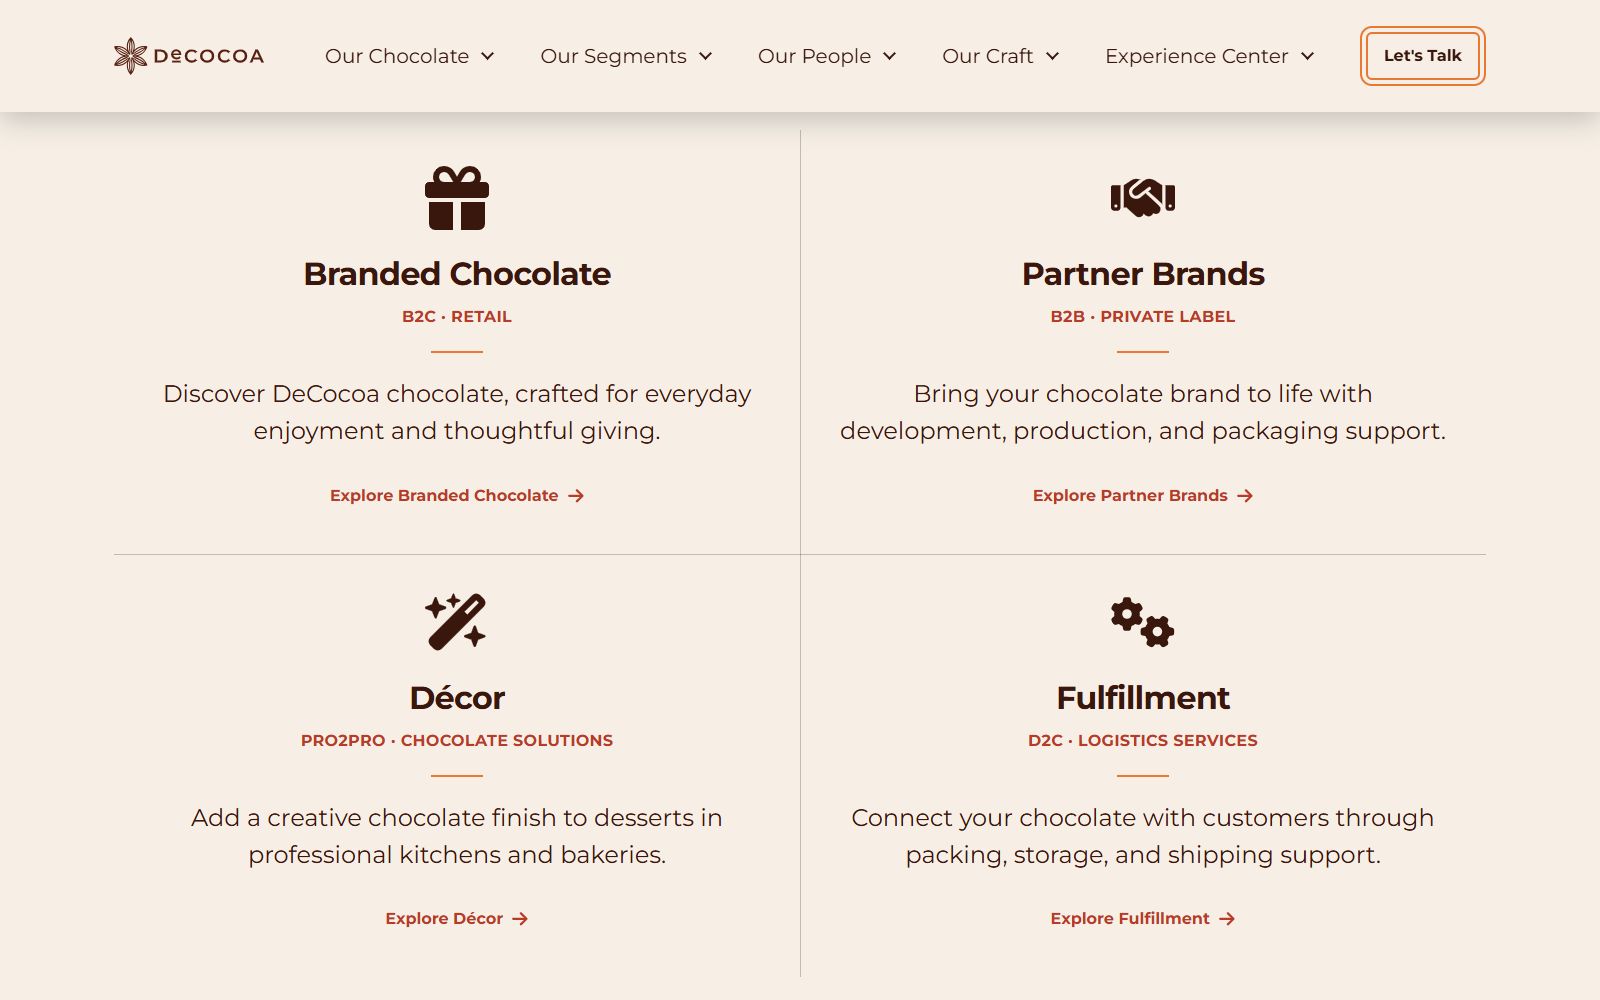 DeCOCOA
Our Chocolate
Our Segments
Our People
Our Craft
Experience Center
Let's Talk
Branded Chocolate
B2C · RETAIL
Discover DeCocoa chocolate, crafted for everyday
enjoyment and thoughtful giving.
Explore Branded Chocolate →
Partner Brands
B2B · PRIVATE LABEL
Bring your chocolate brand to life with
development, production, and packaging support.
Explore Partner Brands →
Décor
PRO2PRO · CHOCOLATE SOLUTIONS
Add a creative chocolate finish to desserts in
professional kitchens and bakeries.
Explore Décor →
Fulfillment
D2C · LOGISTICS SERVICES
Connect your chocolate with customers through
packing, storage, and shipping support.
Explore Fulfillment →